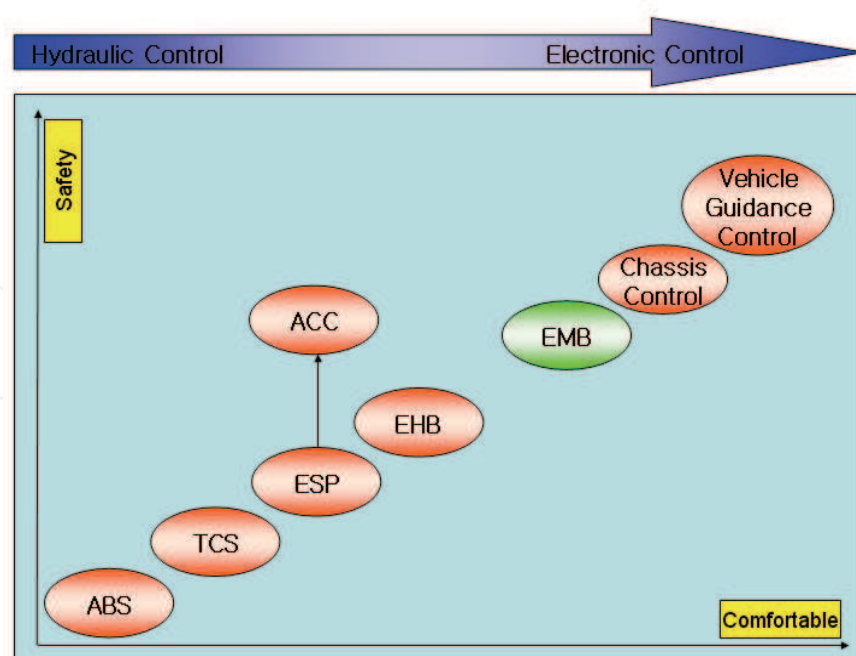 Hydraulic Control
Electronic Control
Safety
Vehicle
Guidance
Control
Chassis
Control
ACC
EMB
EHB
ESP
TCS
ABS
Comfortable